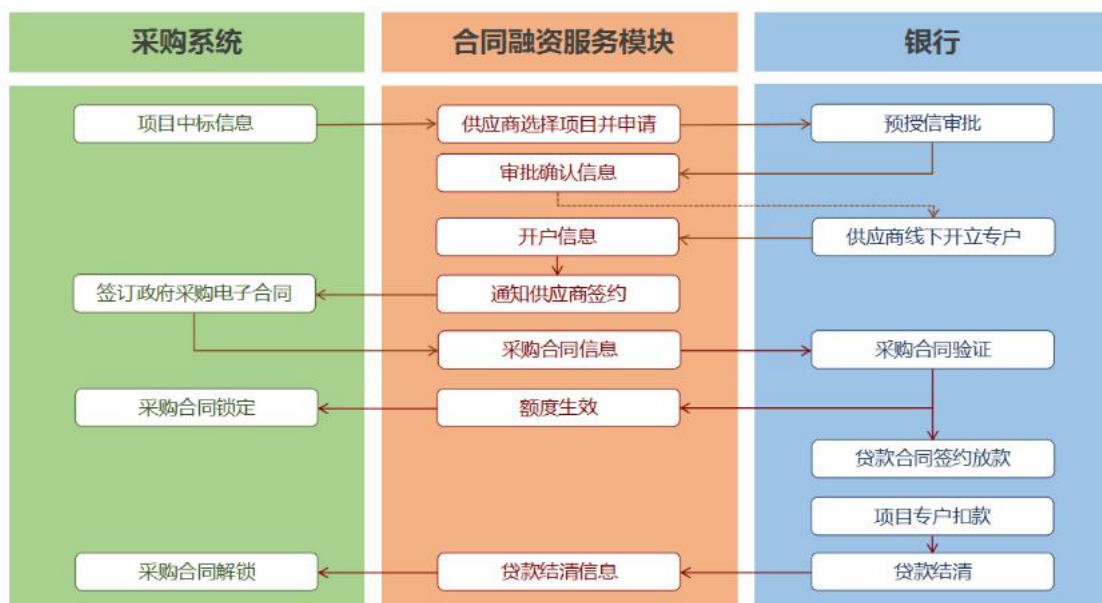 采购系统
合同融资服务模块
银行
项目中标信息
供应商选择项目并申请
预授信审批
审批确认信息
开户信息
供应商线下开立专户
签订政府采购电子合同
通知供应商签约
采购合同信息
采购合同验证
采购合同锁定
额度生效
贷款合同签约放款
项目专户扣款
采购合同解锁
贷款结清信息
贷款结清